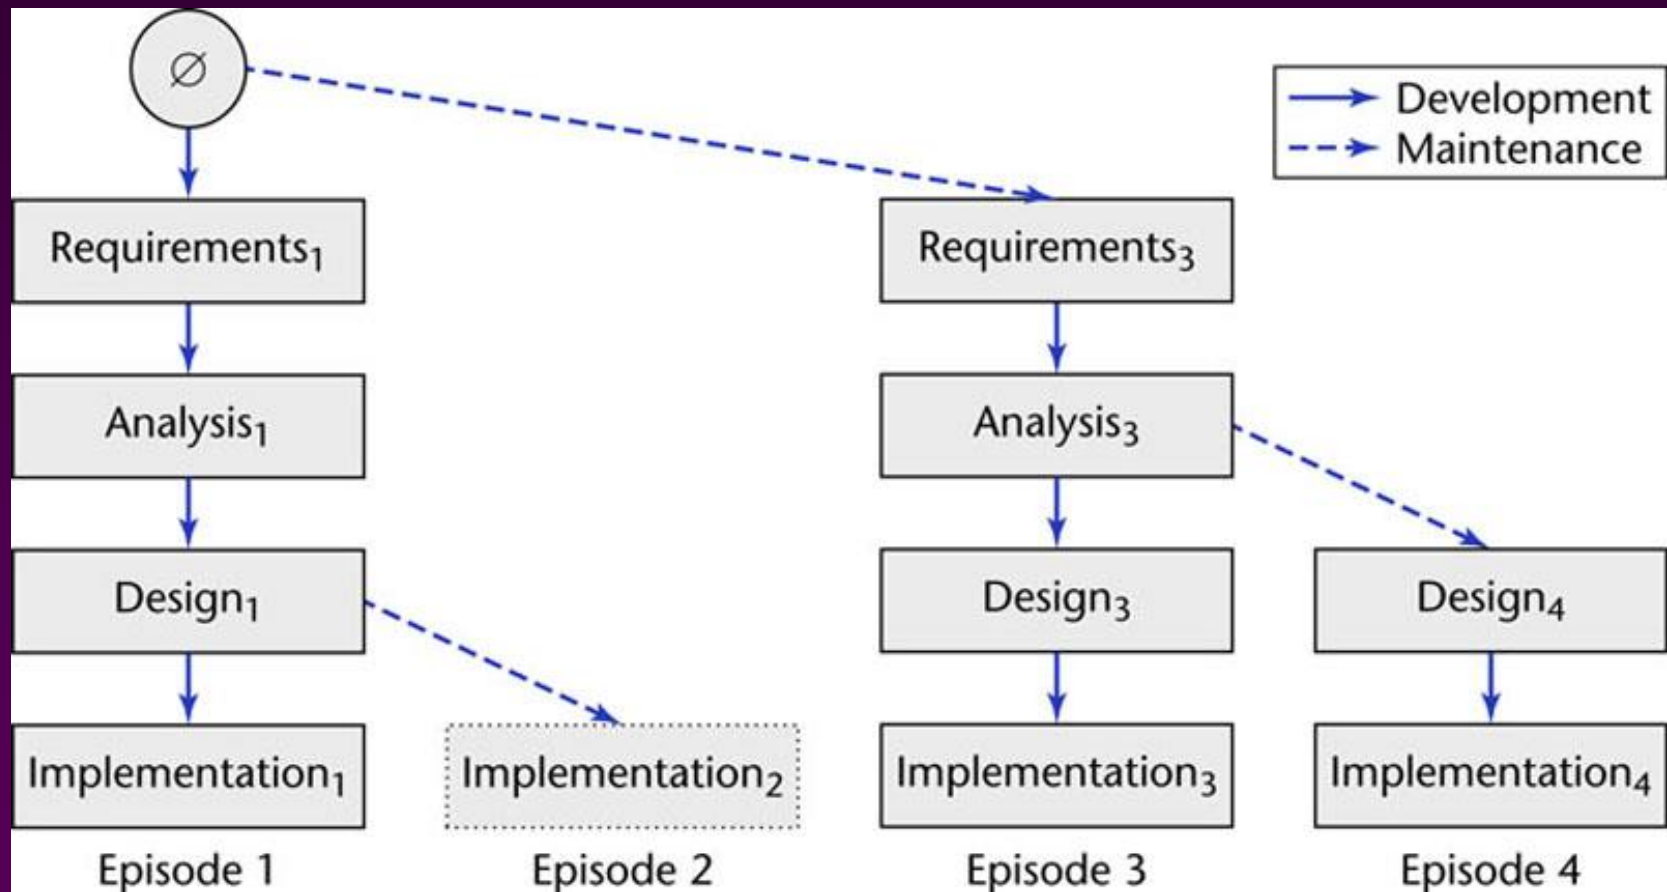 ∅
Development
Maintenance
Requirements₁
Requirements₃
Analysis₁
Analysis₃
Design₁
Design₃
Design₄
Implementation₁
Implementation₂
Implementation₃
Implementation₄
Episode 1
Episode 2
Episode 3
Episode 4